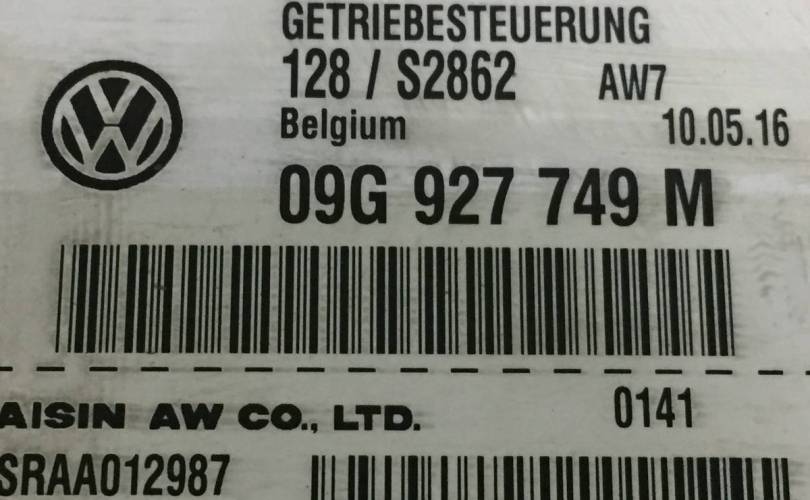 GETRIEBESTEUERUNG
128 / S2862 AW7
Belgium 10.05.16
09G 927 749 M
AISIN AW CO., LTD. 0141
SRAA012987